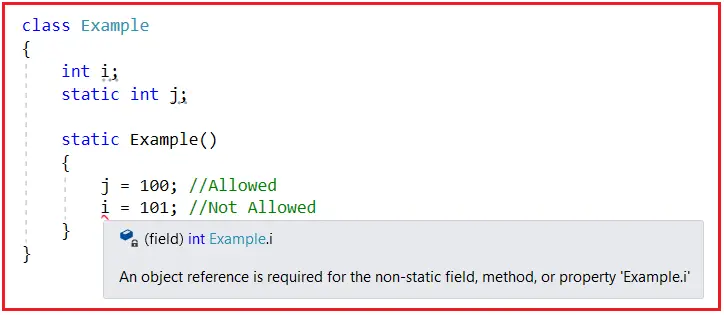 class Example
{
    int i;
    static int j;

    static Example()
    {
        j = 100; //Allowed
        i = 101; //Not Allowed
    }
}
(field) int Example.i
An object reference is required for the non-static field, method, or property 'Example.i'